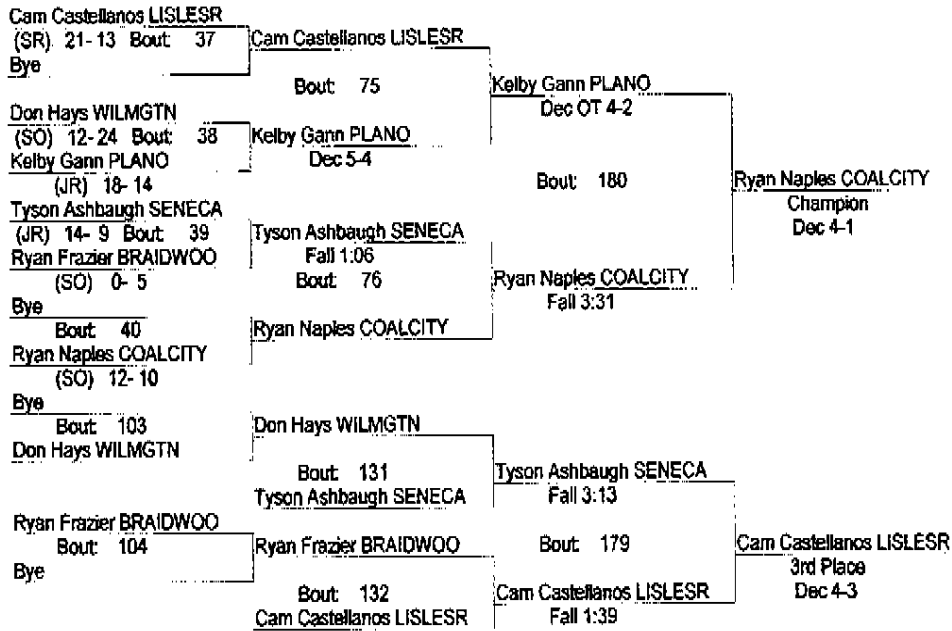 Cam Castellanos LISLESR
(SR) 21- 13 Bout: 37
Bye
Cam Castellanos LISLESR
Bout: 75
Don Hays WILMGTN
(SO) 12- 24 Bout: 38
Kelby Gann PLANO
(JR) 18- 14
Kelby Gann PLANO
Dec 5-4
Kelby Gann PLANO
Dec OT 4-2
Tyson Ashbaugh SENECA
(JR) 14- 9 Bout: 39
Ryan Frazier BRAIDWOO
(SO) 0- 5
Tyson Ashbaugh SENECA
Fall 1:06
Bout: 76
Bye
Bout: 40
Ryan Naples COALCITY
(SO) 12- 10
Ryan Naples COALCITY
Ryan Naples COALCITY
Fall 3:31
Bout: 180
Ryan Naples COALCITY
Champion
Dec 4-1
Bye
Bout: 103
Don Hays WILMGTN
Don Hays WILMGTN
Bout: 131
Tyson Ashbaugh SENECA
Tyson Ashbaugh SENECA
Fall 3:13
Ryan Frazier BRAIDWOO
Bout: 104
Bye
Ryan Frazier BRAIDWOO
Bout: 132
Cam Castellanos LISLESR
Bout: 179
Cam Castellanos LISLESR
Fall 1:39
Cam Castellanos LISLESR
3rd Place
Dec 4-3